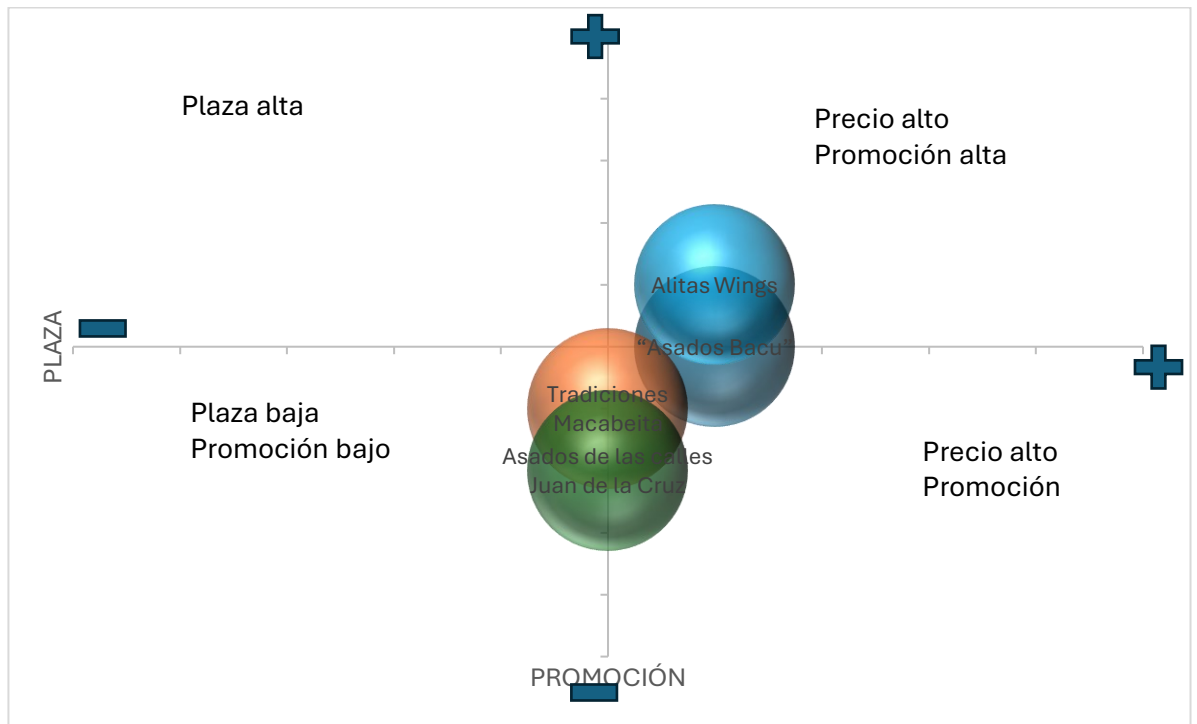 Plaza alta
Precio alto
Promoción alta
Alitas Wings
PLAZA
“Asados Bacu”
Tradiciones
Macabeita
Plaza baja
Promoción bajo
Asados de las calles
Juan de la Cruz
Precio alto
Promoción
PROMOCIÓN